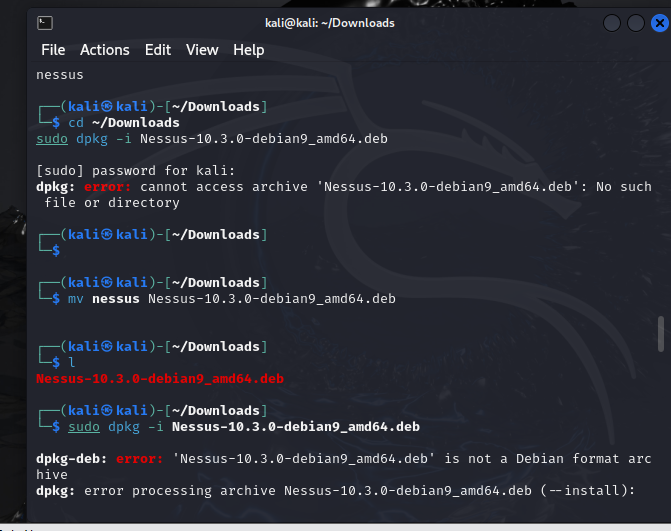 kali@kali: ~/Downloads
File Actions Edit View Help
nessus
┌──(kali㉿kali)-[~/Downloads]
└─$ cd ~/Downloads
sudo dpkg -i Nessus-10.3.0-debian9_amd64.deb
[sudo] password for kali:
dpkg: error: cannot access archive 'Nessus-10.3.0-debian9_amd64.deb': No such
file or directory
┌──(kali㉿kali)-[~/Downloads]
└─$
┌──(kali㉿kali)-[~/Downloads]
└─$ mv nessus Nessus-10.3.0-debian9_amd64.deb
┌──(kali㉿kali)-[~/Downloads]
└─$ l
Nessus-10.3.0-debian9_amd64.deb
┌──(kali㉿kali)-[~/Downloads]
└─$ sudo dpkg -i Nessus-10.3.0-debian9_amd64.deb
dpkg-deb: error: 'Nessus-10.3.0-debian9_amd64.deb' is not a Debian format arc
hive
dpkg: error processing archive Nessus-10.3.0-debian9_amd64.deb (--install):